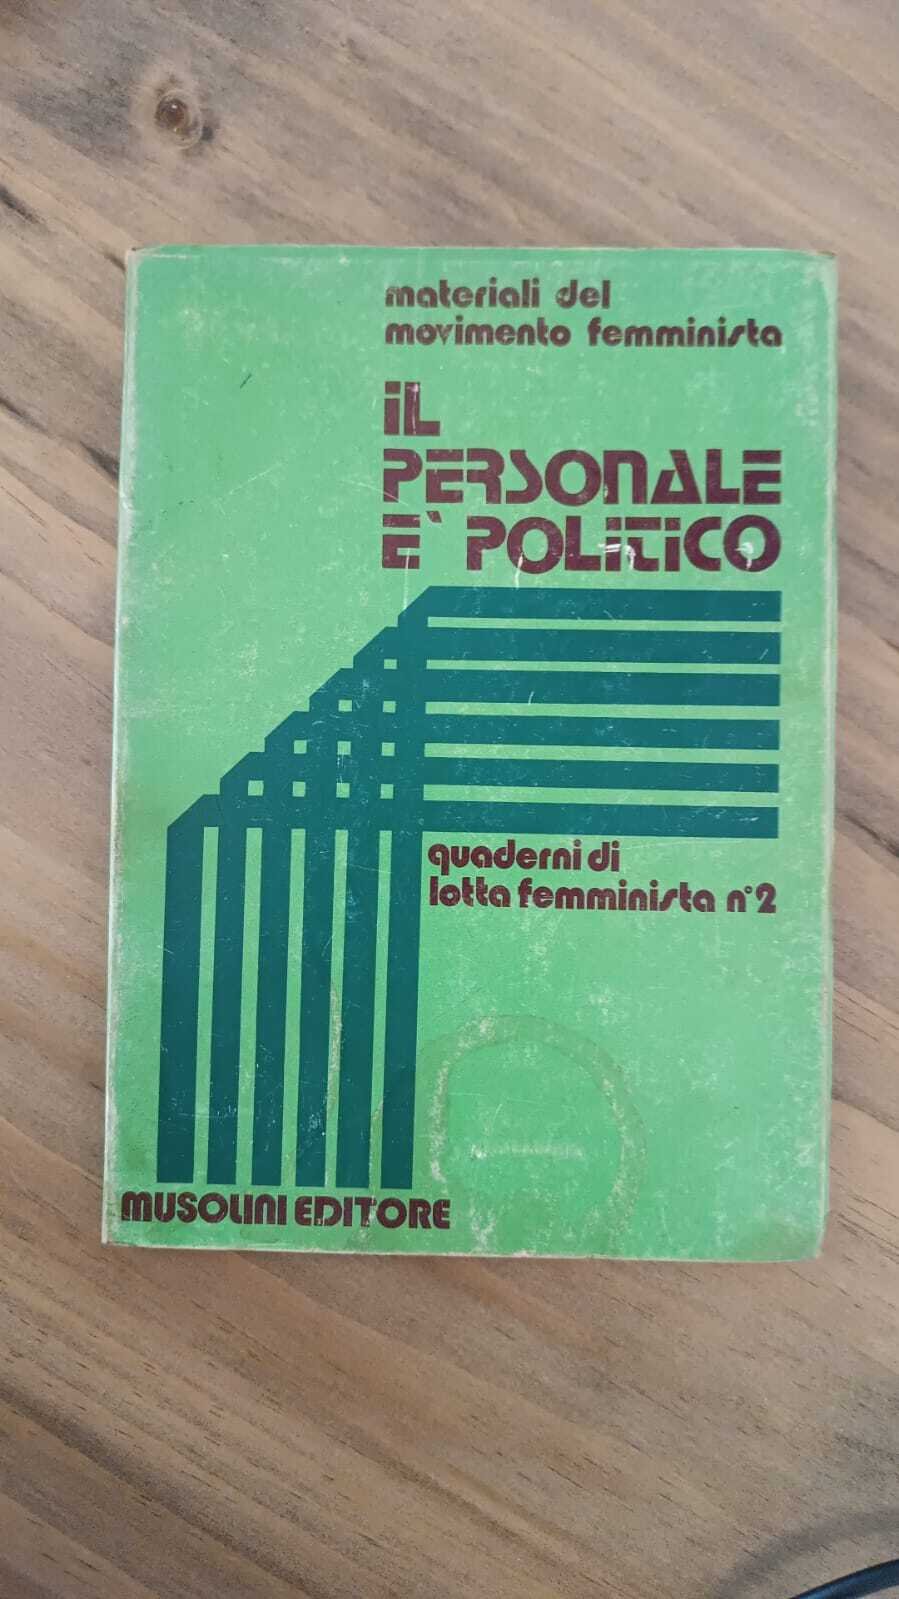 materiali del
movimento femminista
iL
PERSONALE
E' POLiTiCO
quaderni di
lotta femminista n°2
MUSOLINI EDITORE